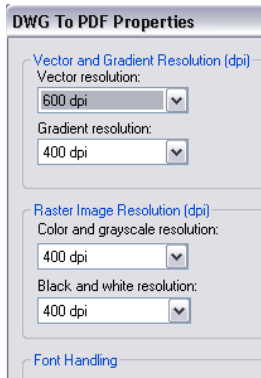 DWG To PDF Properties
Vector and Gradient Resolution (dpi)
Vector resolution:
600 dpi
Gradient resolution:
400 dpi
Raster Image Resolution (dpi)
Color and grayscale resolution:
400 dpi
Black and white resolution:
400 dpi
Font Handling